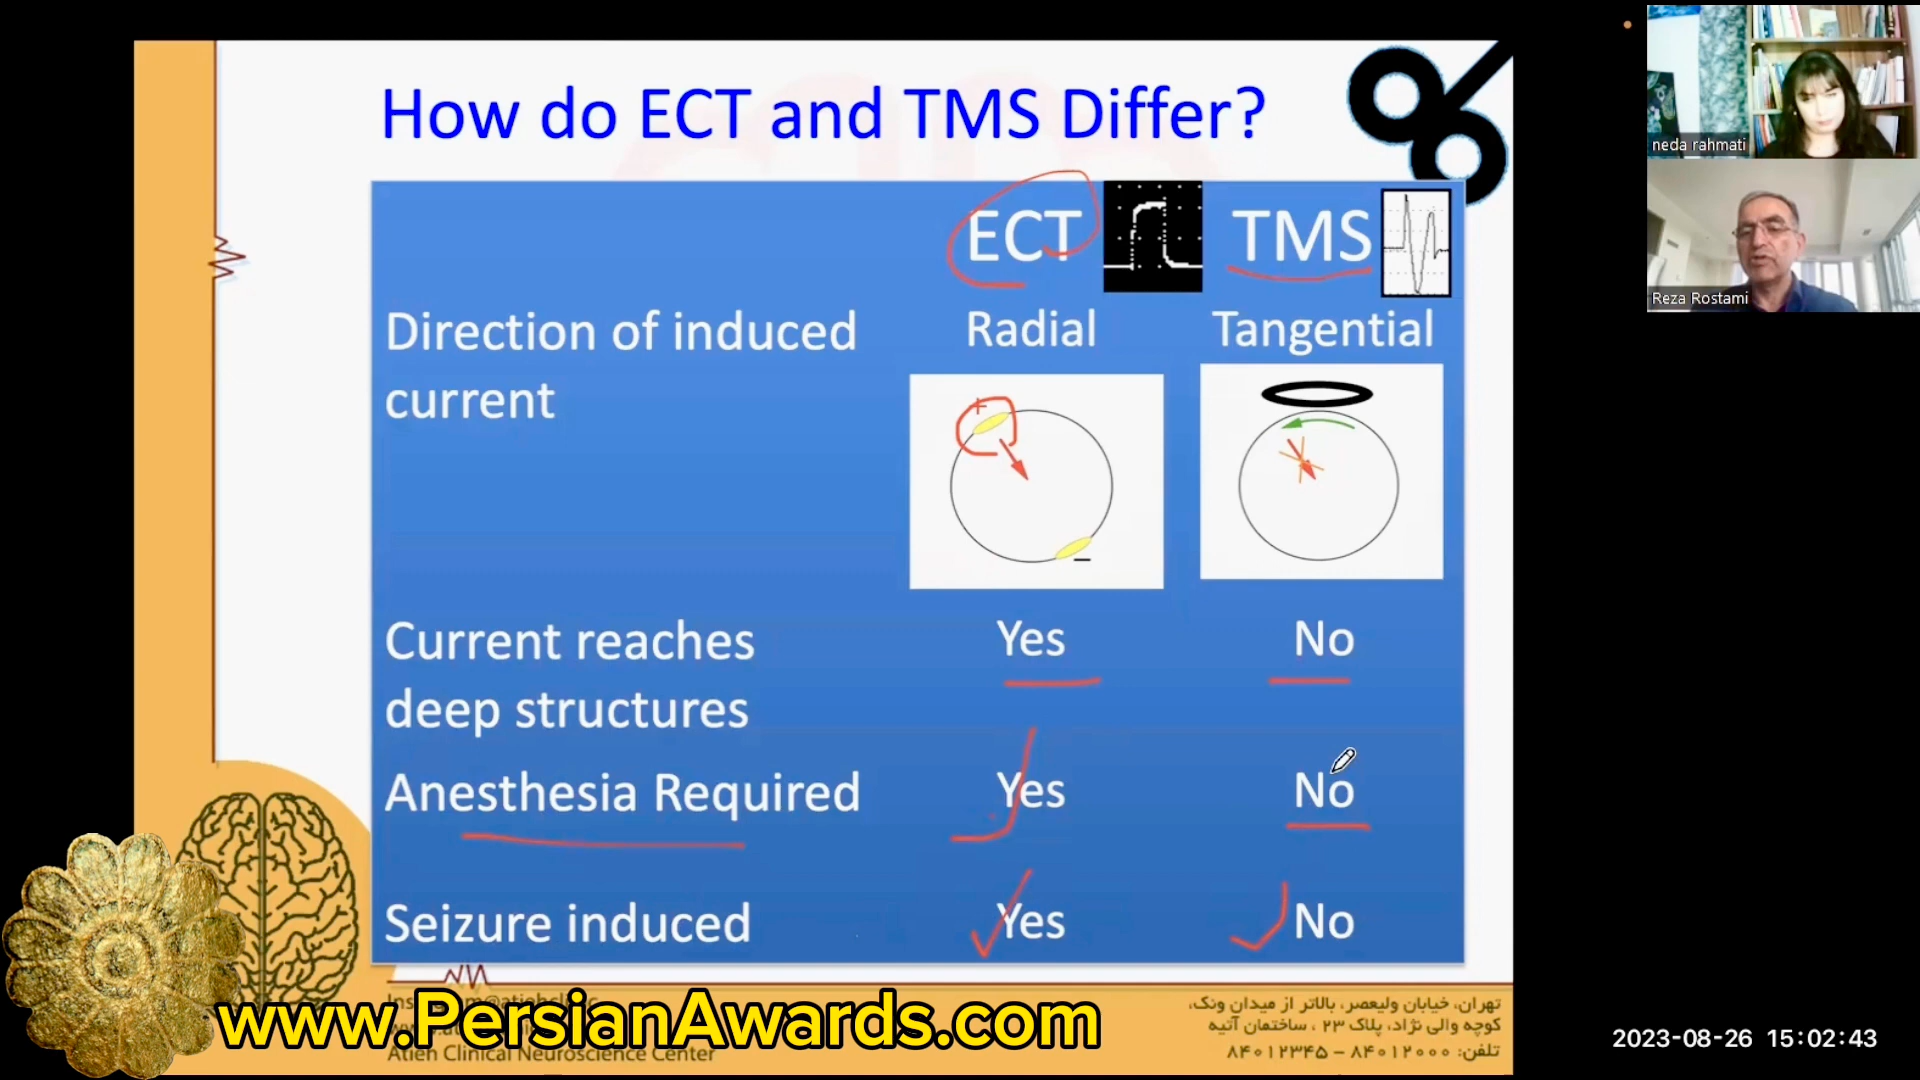 How do ECT and TMS Differ?
ECT TMS
Direction of induced current Radial Tangential
+
−
Current reaches deep structures Yes No
Anesthesia Required Yes No
Seizure induced Yes No
www.PersianAwards.com
Atieh Clinical Neuroscience Center
تهران، خیابان ولیعصر، بالاتر از میدان ونک،
کوچه والی نژاد، پلاک ۲۳ ، ساختمان آتیه
تلفن: ۸۴۰۱۲۰۰۰ – ۸۴۰۱۲۳۴۵
neda rahmati
Reza Rostami
2023-08-26 15:02:43